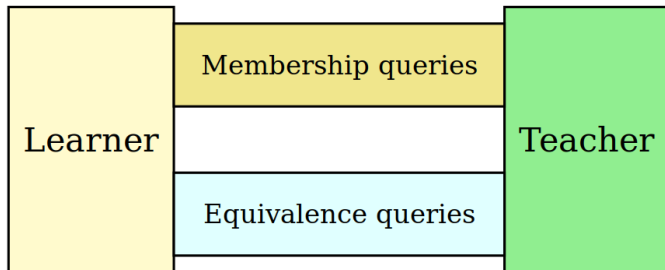 Membership queries
Learner
Teacher
Equivalence queries